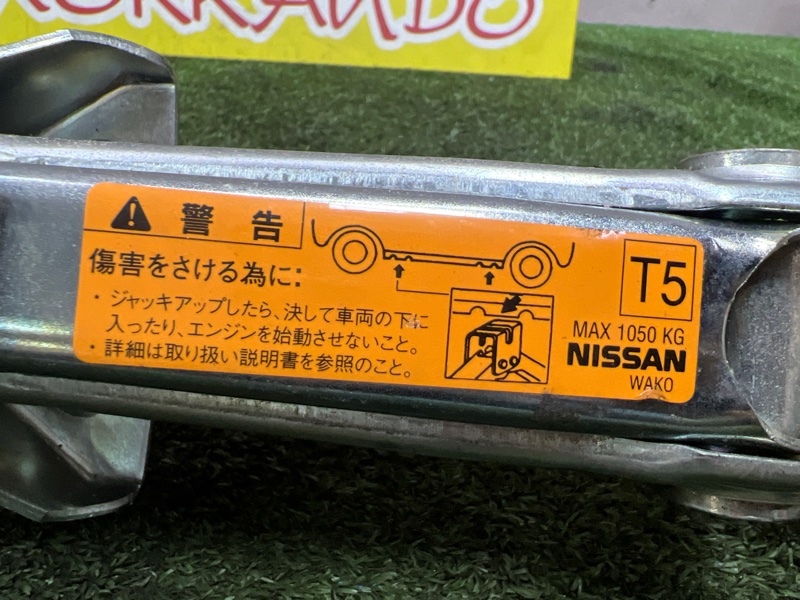 HOKKANDO
警告
傷害をさける為に:
・ジャッキアップしたら、決して車両の下に
入ったり、エンジンを始動させないこと。
・詳細は取り扱い説明書を参照のこと。
T5
MAX 1050 KG
NISSAN
WAKO